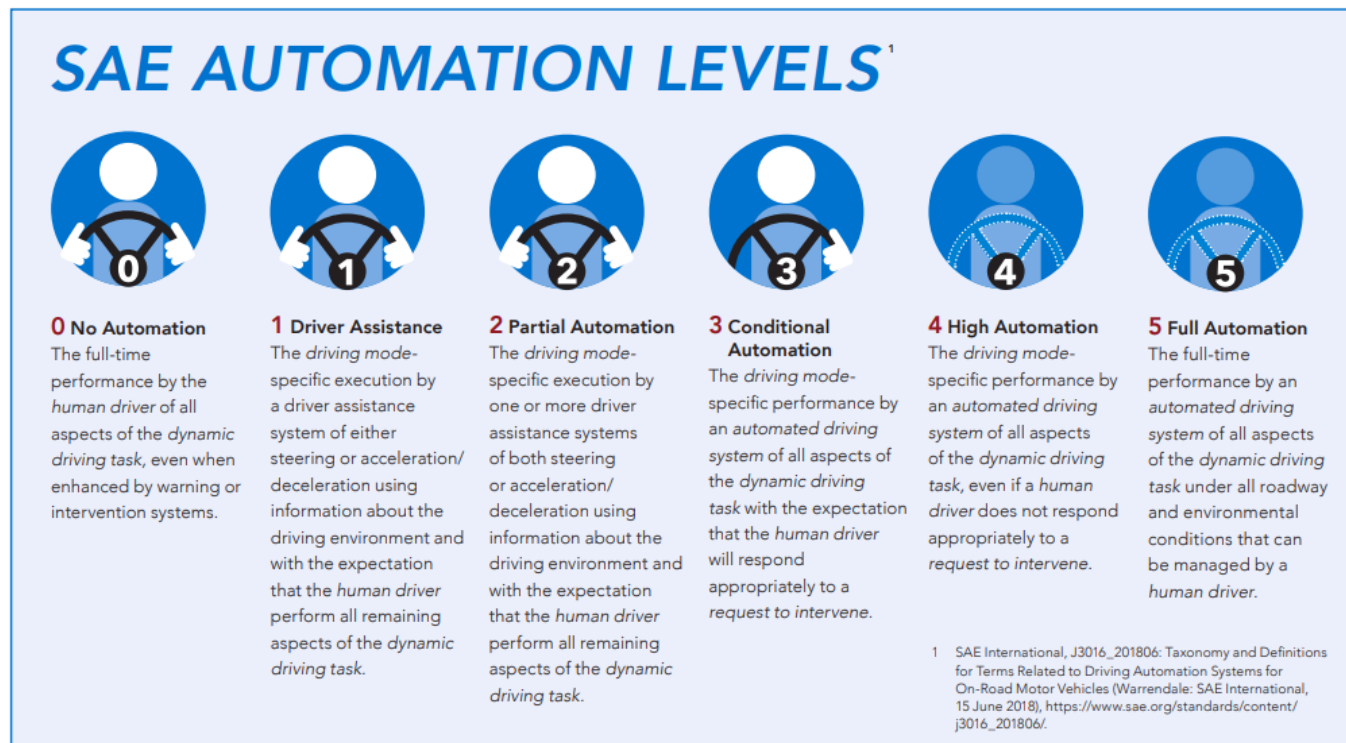 SAE AUTOMATION LEVELS¹
0
1
2
3
4
5
0 No Automation
The full-time
performance by the
human driver of all
aspects of the dynamic
driving task, even when
enhanced by warning or
intervention systems.
1 Driver Assistance
The driving mode-
specific execution by
a driver assistance
system of either
steering or acceleration/
deceleration using
information about the
driving environment and
with the expectation
that the human driver
perform all remaining
aspects of the dynamic
driving task.
2 Partial Automation
The driving mode-
specific execution by
one or more driver
assistance systems
of both steering
or acceleration/
deceleration using
information about the
driving environment and
with the expectation
that the human driver
perform all remaining
aspects of the dynamic
driving task.
3 Conditional
Automation
The driving mode-
specific performance by
an automated driving
system of all aspects of
the dynamic driving
task with the expectation
that the human driver
will respond
appropriately to a
request to intervene.
4 High Automation
The driving mode-
specific performance by
an automated driving
system of all aspects
of the dynamic driving
task, even if a human
driver does not respond
appropriately to a
request to intervene.
5 Full Automation
The full-time
performance by an
automated driving
system of all aspects
of the dynamic driving
task under all roadway
and environmental
conditions that can
be managed by a
human driver.
1 SAE International, J3016_201806: Taxonomy and Definitions
for Terms Related to Driving Automation Systems for
On-Road Motor Vehicles (Warrendale: SAE International,
15 June 2018), https://www.sae.org/standards/content/
j3016_201806/.